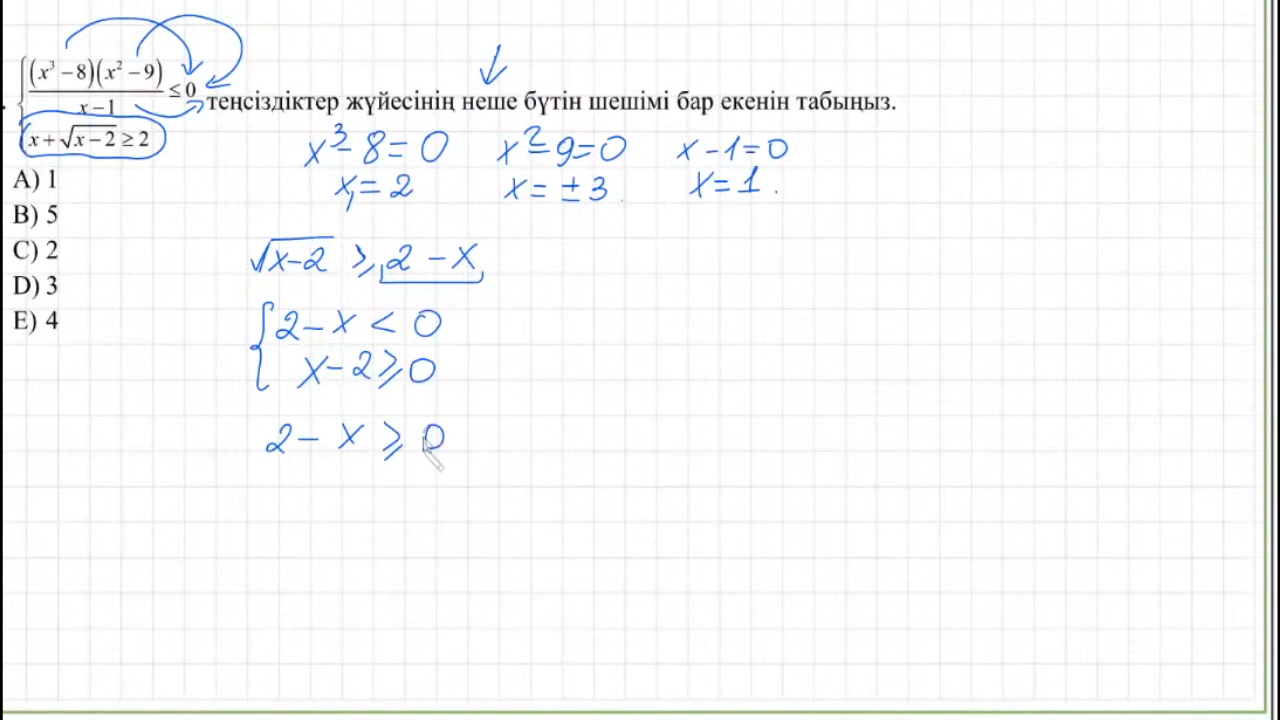 (x³ – 8)(x² – 9)
x – 1
≤ 0
теңсіздіктер жүйесінің неше бүтін шешімі бар екенін табыңыз.
x + √x – 2 ≥ 2
A) 1
B) 5
C) 2
D) 3
E) 4
x³ – 8 = 0 x² – 9 = 0 x – 1 = 0
x₁ = 2 x = ± 3 . x = 1 .
√x – 2 ≥ 2 – x
2 – x < 0
x – 2 ≥ 0
2 – x ≥ 0